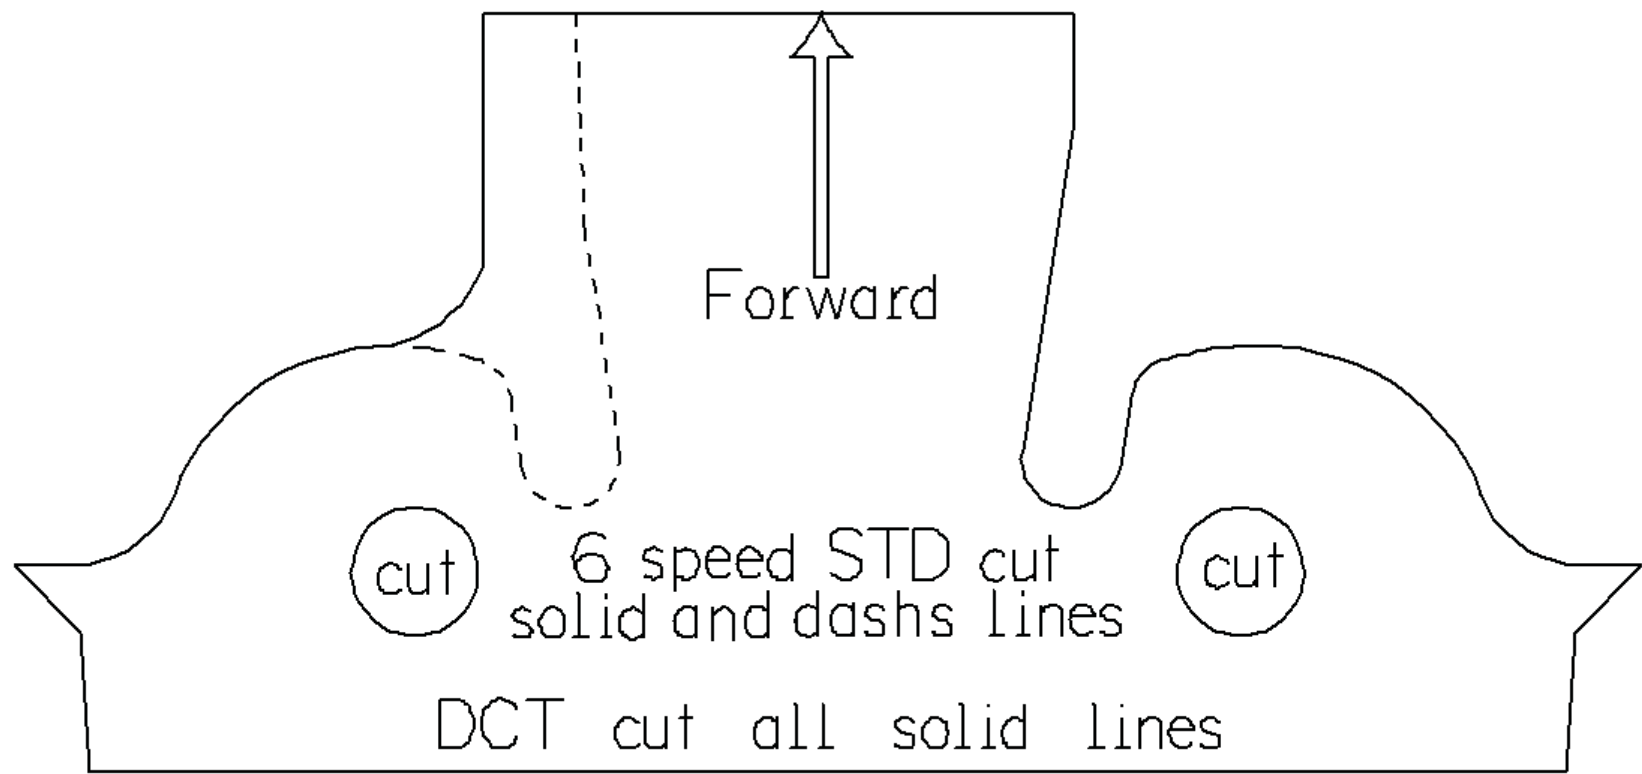 Forward
cut
cut
6 speed STD cut
solid and dashs lines
DCT cut all solid lines